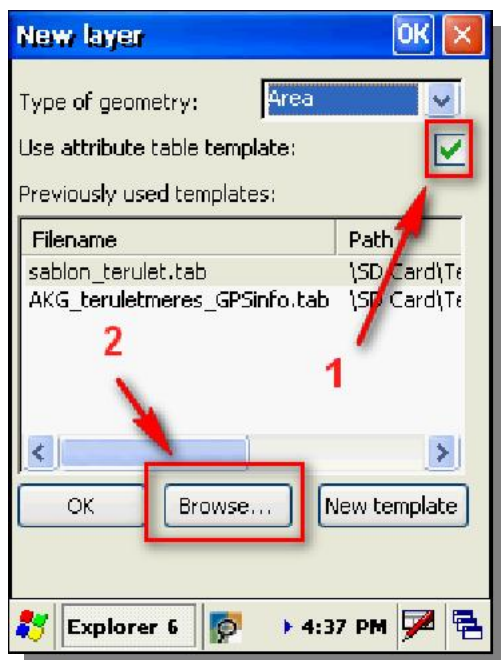 New layer OK
Type of geometry: Area
Use attribute table template:
Previously used templates:
Filename Path
sablon_terulet.tab \SD Card\Te
AKG_teruletmeres_GPSinfo.tab \SD Card\Te
2
1
OK Browse... New template
Explorer 6 4:37 PM